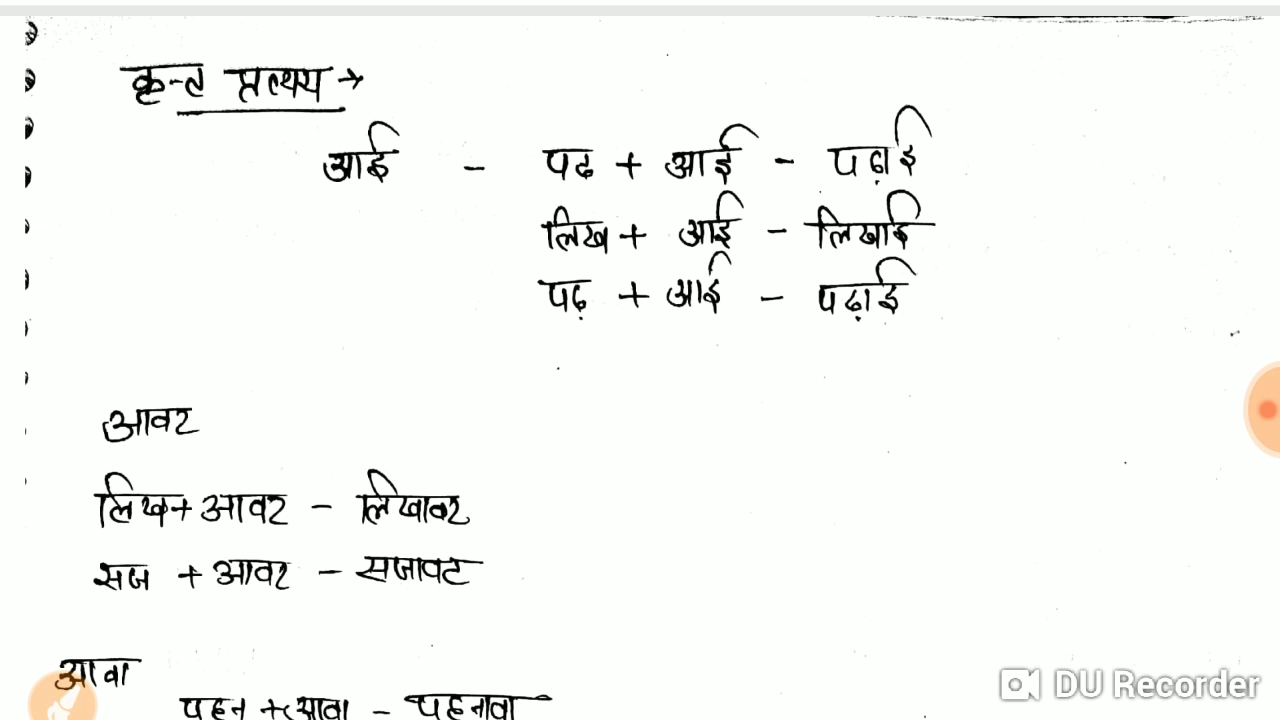 कृन्त प्रत्यय →
आई - पढ + आई - पढ़ाई
लिख + आई - लिखाई
पढ़ + आई - पढ़ाई
आवट
लिख + आवट - लिखावट
सज + आवट - सजावट
आवा
पहन + आवा - पहनावा
DU Recorder